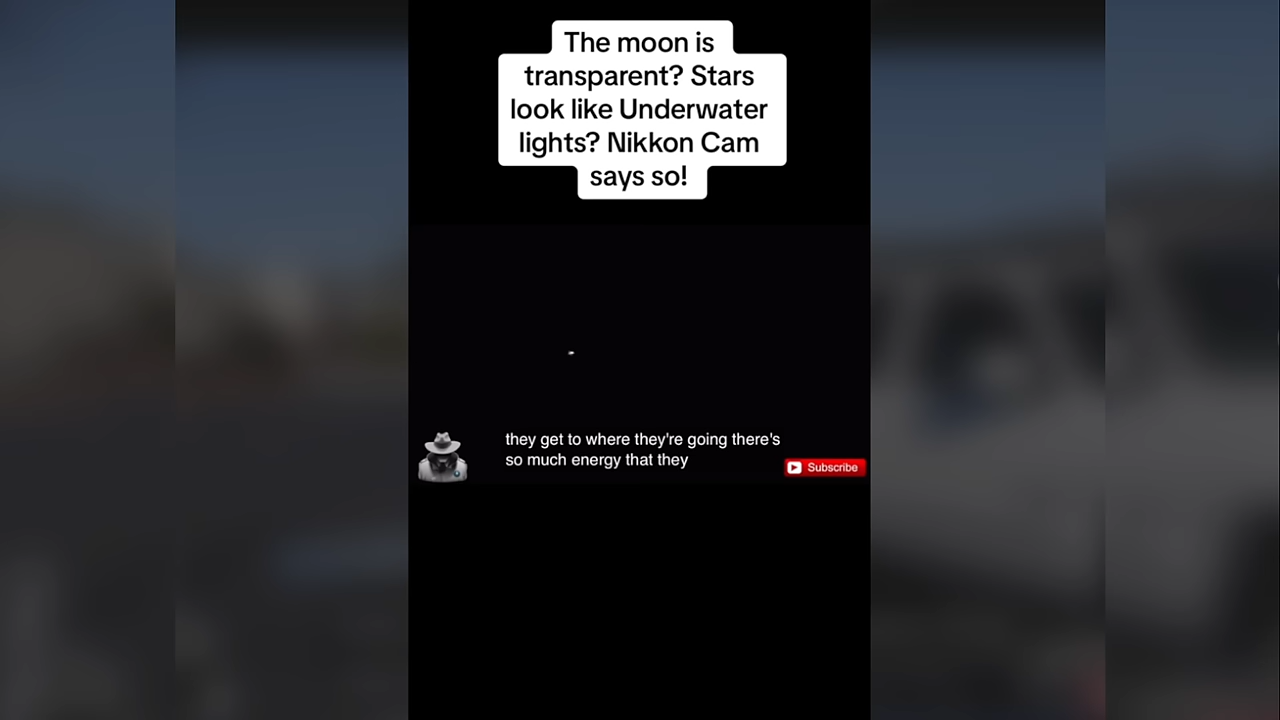 The moon is
transparent? Stars
look like Underwater
lights? Nikkon Cam
says so!
they get to where they're going there's
so much energy that they
Subscribe